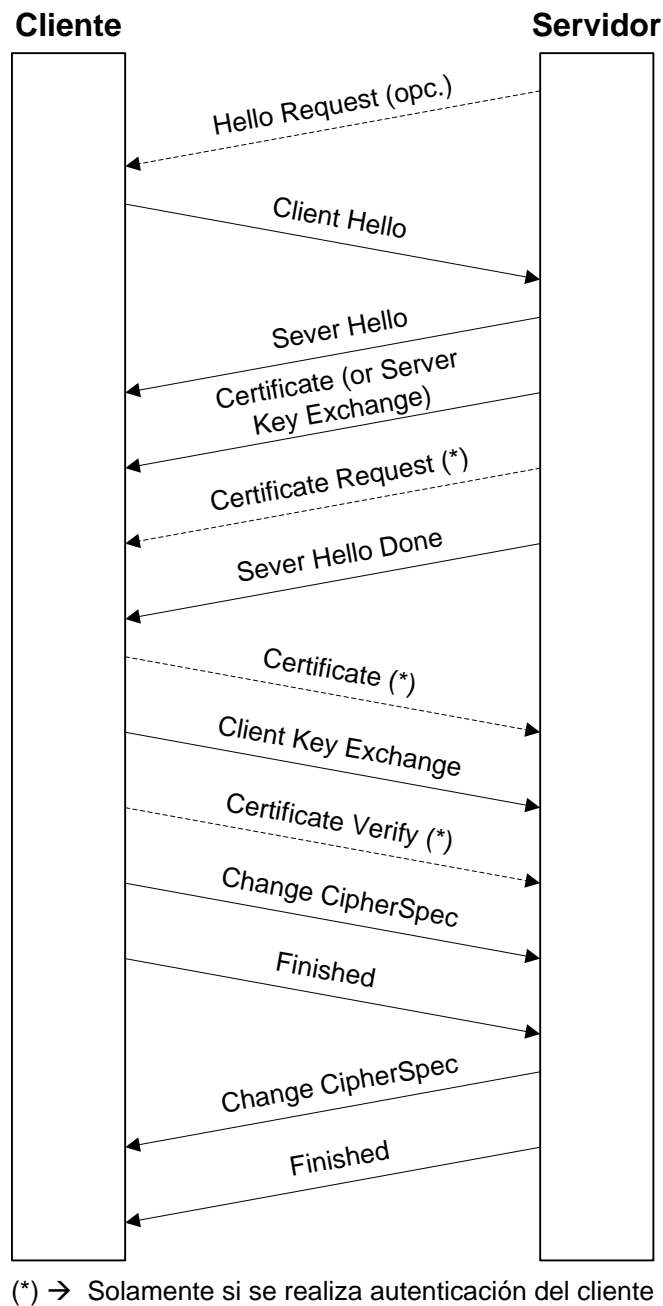 Cliente
Servidor
Hello Request (opc.)
Client Hello
Sever Hello
Certificate (or Server
Key Exchange)
Certificate Request (*)
Sever Hello Done
Certificate (*)
Client Key Exchange
Certificate Verify (*)
Change CipherSpec
Finished
Change CipherSpec
Finished
(*) → Solamente si se realiza autenticación del cliente